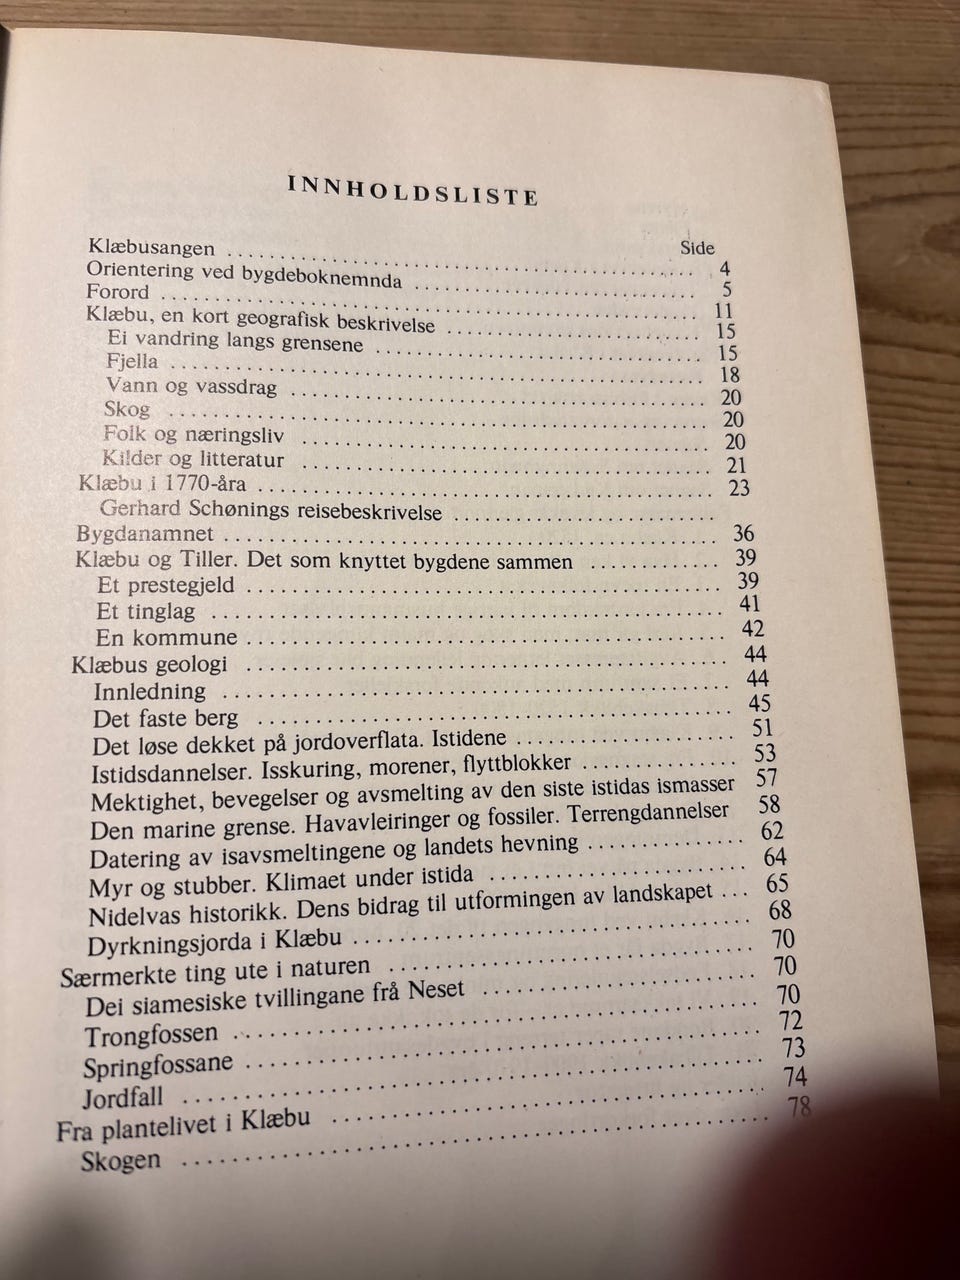 INNHOLDSLISTE
Side
Klæbusangen ........ 4
Orientering ved bygdeboknemnda ........ 5
Forord ........ 11
Klæbu, en kort geografisk beskrivelse ........ 15
Ei vandring langs grensene ........ 15
Fjella ........ 18
Vann og vassdrag ........ 20
Skog ........ 20
Folk og næringsliv ........ 20
Kilder og litteratur ........ 21
Klæbu i 1770-åra ........ 23
Gerhard Schønings reisebeskrivelse ........
Bygdanamnet ........ 36
Klæbu og Tiller. Det som knyttet bygdene sammen ........ 39
Et prestegjeld ........ 39
Et tinglag ........ 41
En kommune ........ 42
Klæbus geologi ........ 44
Innledning ........ 44
Det faste berg ........ 45
Det løse dekket på jordoverflata. Istidene ........ 51
Istidsdannelser. Isskuring, morener, flyttblokker ........ 53
Mektighet, bevegelser og avsmelting av den siste istidas ismasser 57
Den marine grense. Havavleiringer og fossiler. Terrengdannelser 58
Datering av isavsmeltingene og landets hevning ........ 62
Myr og stubber. Klimaet under istida ........ 64
Nidelvas historikk. Dens bidrag til utformingen av landskapet ... 65
Dyrkningsjorda i Klæbu ........ 68
Særmerkte ting ute i naturen ........ 70
Dei siamesiske tvillingane frå Neset ........ 70
Trongfossen ........ 70
Springfossane ........ 72
Jordfall ........ 73
Fra plantelivet i Klæbu ........ 74
Skogen ........ 78